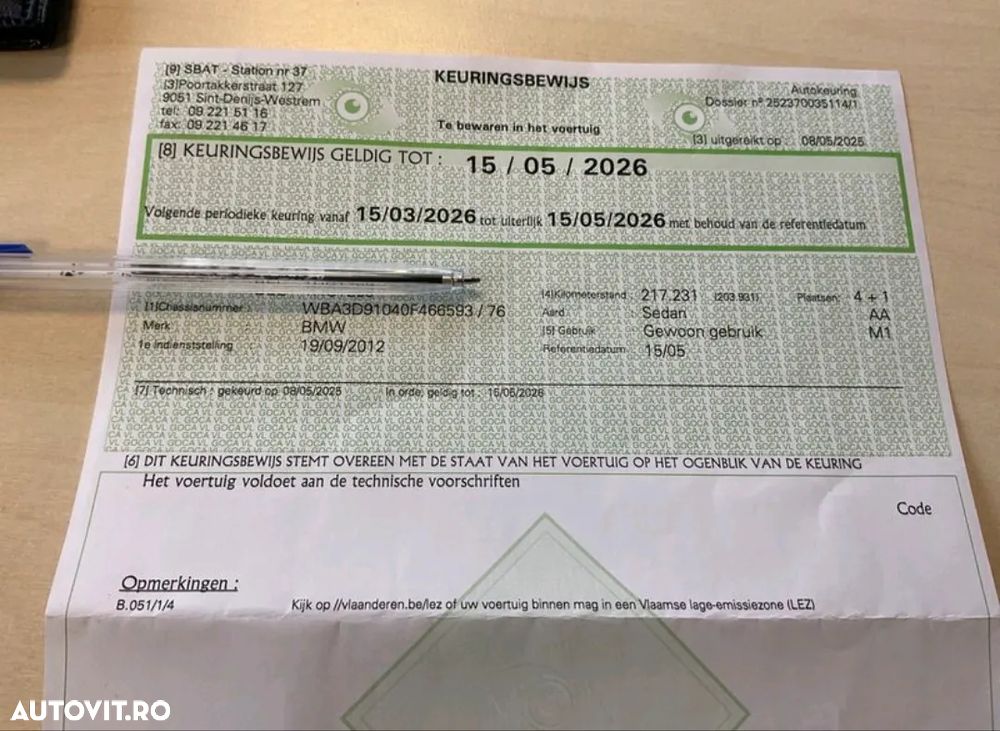 [9] SBAT - Station nr 37
[3]Poortakkerstraat 127
9051 Sint-Denijs-Westrem
tel: 09 221 51 16
fax: 09 221 46 17
KEURINGSBEWIJS
Te bewaren in het voertuig
Autokeuring
Dossier nº 252370035114/1
[3] uitgereikt op : 08/05/2025
[8] KEURINGSBEWIJS GELDIG TOT : 15 / 05 / 2026
Volgende periodieke keuring vanaf 15/03/2026 tot uiterlijk 15/05/2026 met behoud van de referentiedatum
[1]Chassisnummer : WBA3D91040F466593 / 76
Merk BMW
1e indienststelling 19/09/2012
[4]Kilometerstand : 217.231 (203.931) Plaatsen: 4 + 1
Aard : Sedan AA
[5] Gebruik Gewoon gebruik M1
Referentiedatum 15/05
[7] Technisch : gekeurd op 08/05/2025 In orde, geldig tot : 15/05/2026
[6] DIT KEURINGSBEWIJS STEMT OVEREEN MET DE STAAT VAN HET VOERTUIG OP HET OGENBLIK VAN DE KEURING
Het voertuig voldoet aan de technische voorschriften
Code
Opmerkingen :
B.051/1/4 Kijk op //vlaanderen.be/lez of uw voertuig binnen mag in een Vlaamse lage-emissiezone (LEZ)
AUTOVIT.RO